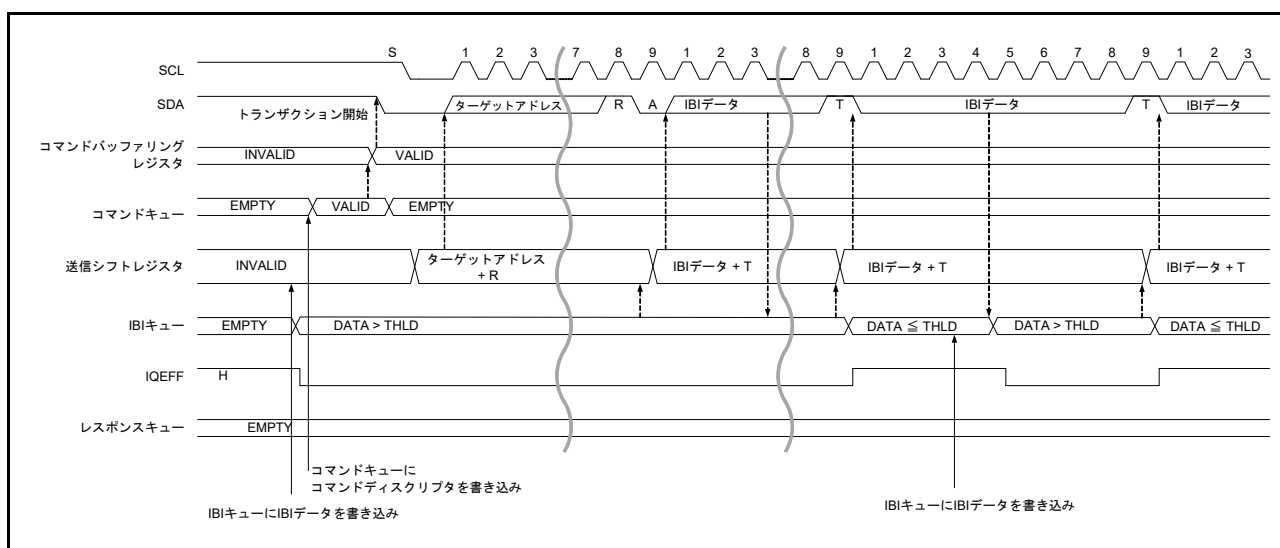 S 1 2 3 7 8 9 1 2 3 8 9 1 2 3 4 5 6 7 8 9 1 2 3
SCL
SDA トランザクション開始 ターゲットアドレス R A IBIデータ T IBIデータ T IBIデータ
コマンドバッファリング
レジスタ
INVALID VALID
コマンドキュー EMPTY VALID EMPTY
送信シフトレジスタ INVALID
ターゲットアドレス
+ R
IBIデータ + T IBIデータ + T IBIデータ + T
IBIキュー EMPTY DATA > THLD DATA ≦ THLD DATA > THLD DATA ≦ THLD
IQEFF H
レスポンスキュー EMPTY
コマンドキューに
コマンドディスクリプタを書き込み
IBIキューにIBIデータを書き込み IBIキューにIBIデータを書き込み